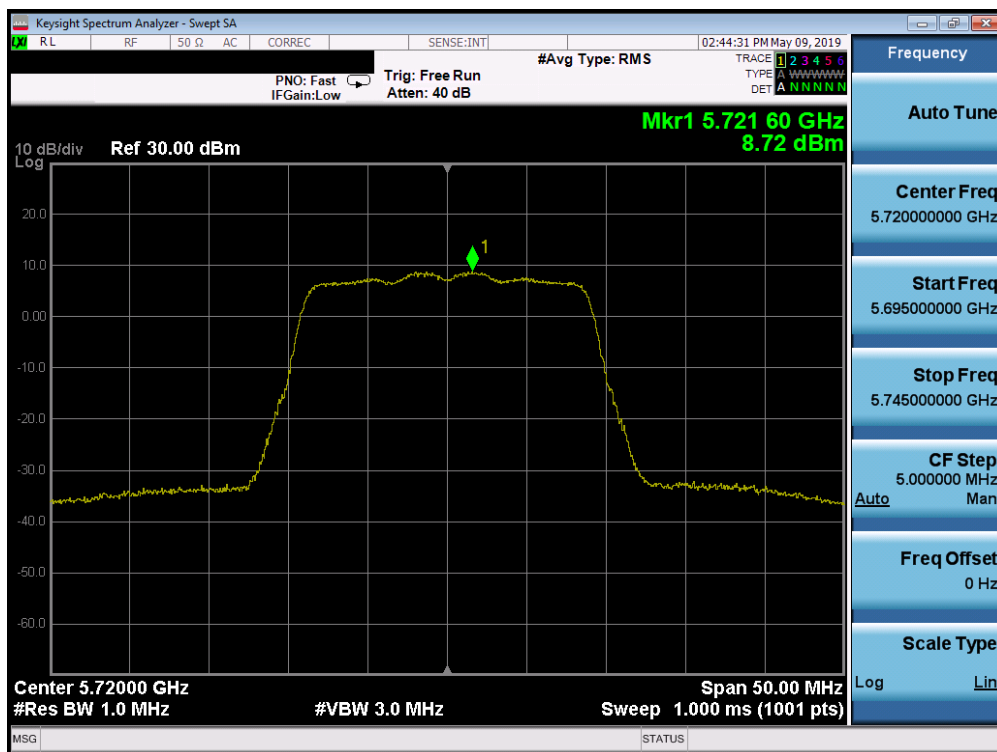 Keysight Spectrum Analyzer - Swept SA
LXI RL RF 50 Ω AC CORREC SENSE:INT 02:44:31 PM May 09, 2019
#Avg Type: RMS
TRACE 1 2 3 4 5 6
TYPE A WWWWW
DET A N N N N N
PNO: Fast
IFGain:Low
Trig: Free Run
Atten: 40 dB
Mkr1 5.721 60 GHz
8.72 dBm
10 dB/div
Log
Ref 30.00 dBm
20.0
10.0
0.00
-10.0
-20.0
-30.0
-40.0
-50.0
-60.0
1
Center 5.72000 GHz
Span 50.00 MHz
#Res BW 1.0 MHz
#VBW 3.0 MHz
Sweep 1.000 ms (1001 pts)
MSG
STATUS
Frequency
Auto Tune
Center Freq
5.720000000 GHz
Start Freq
5.695000000 GHz
Stop Freq
5.745000000 GHz
CF Step
5.000000 MHz
Auto Man
Freq Offset
0 Hz
Scale Type
Log Lin